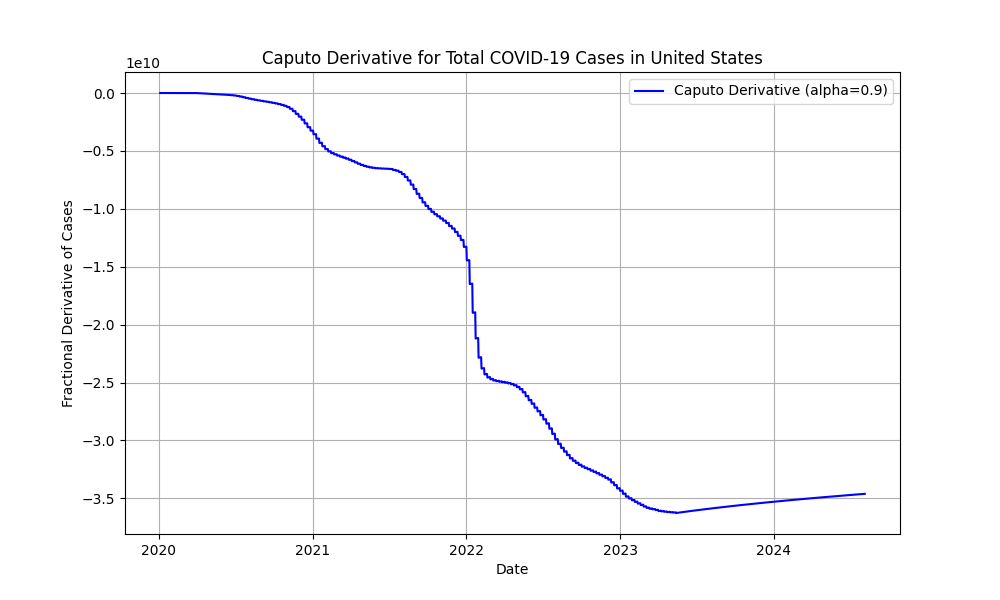 Caputo Derivative for Total COVID-19 Cases in United States
1e10
Caputo Derivative (alpha=0.9)
0.0
−0.5
−1.0
−1.5
−2.0
−2.5
−3.0
−3.5
Fractional Derivative of Cases
2020 2021 2022 2023 2024
Date